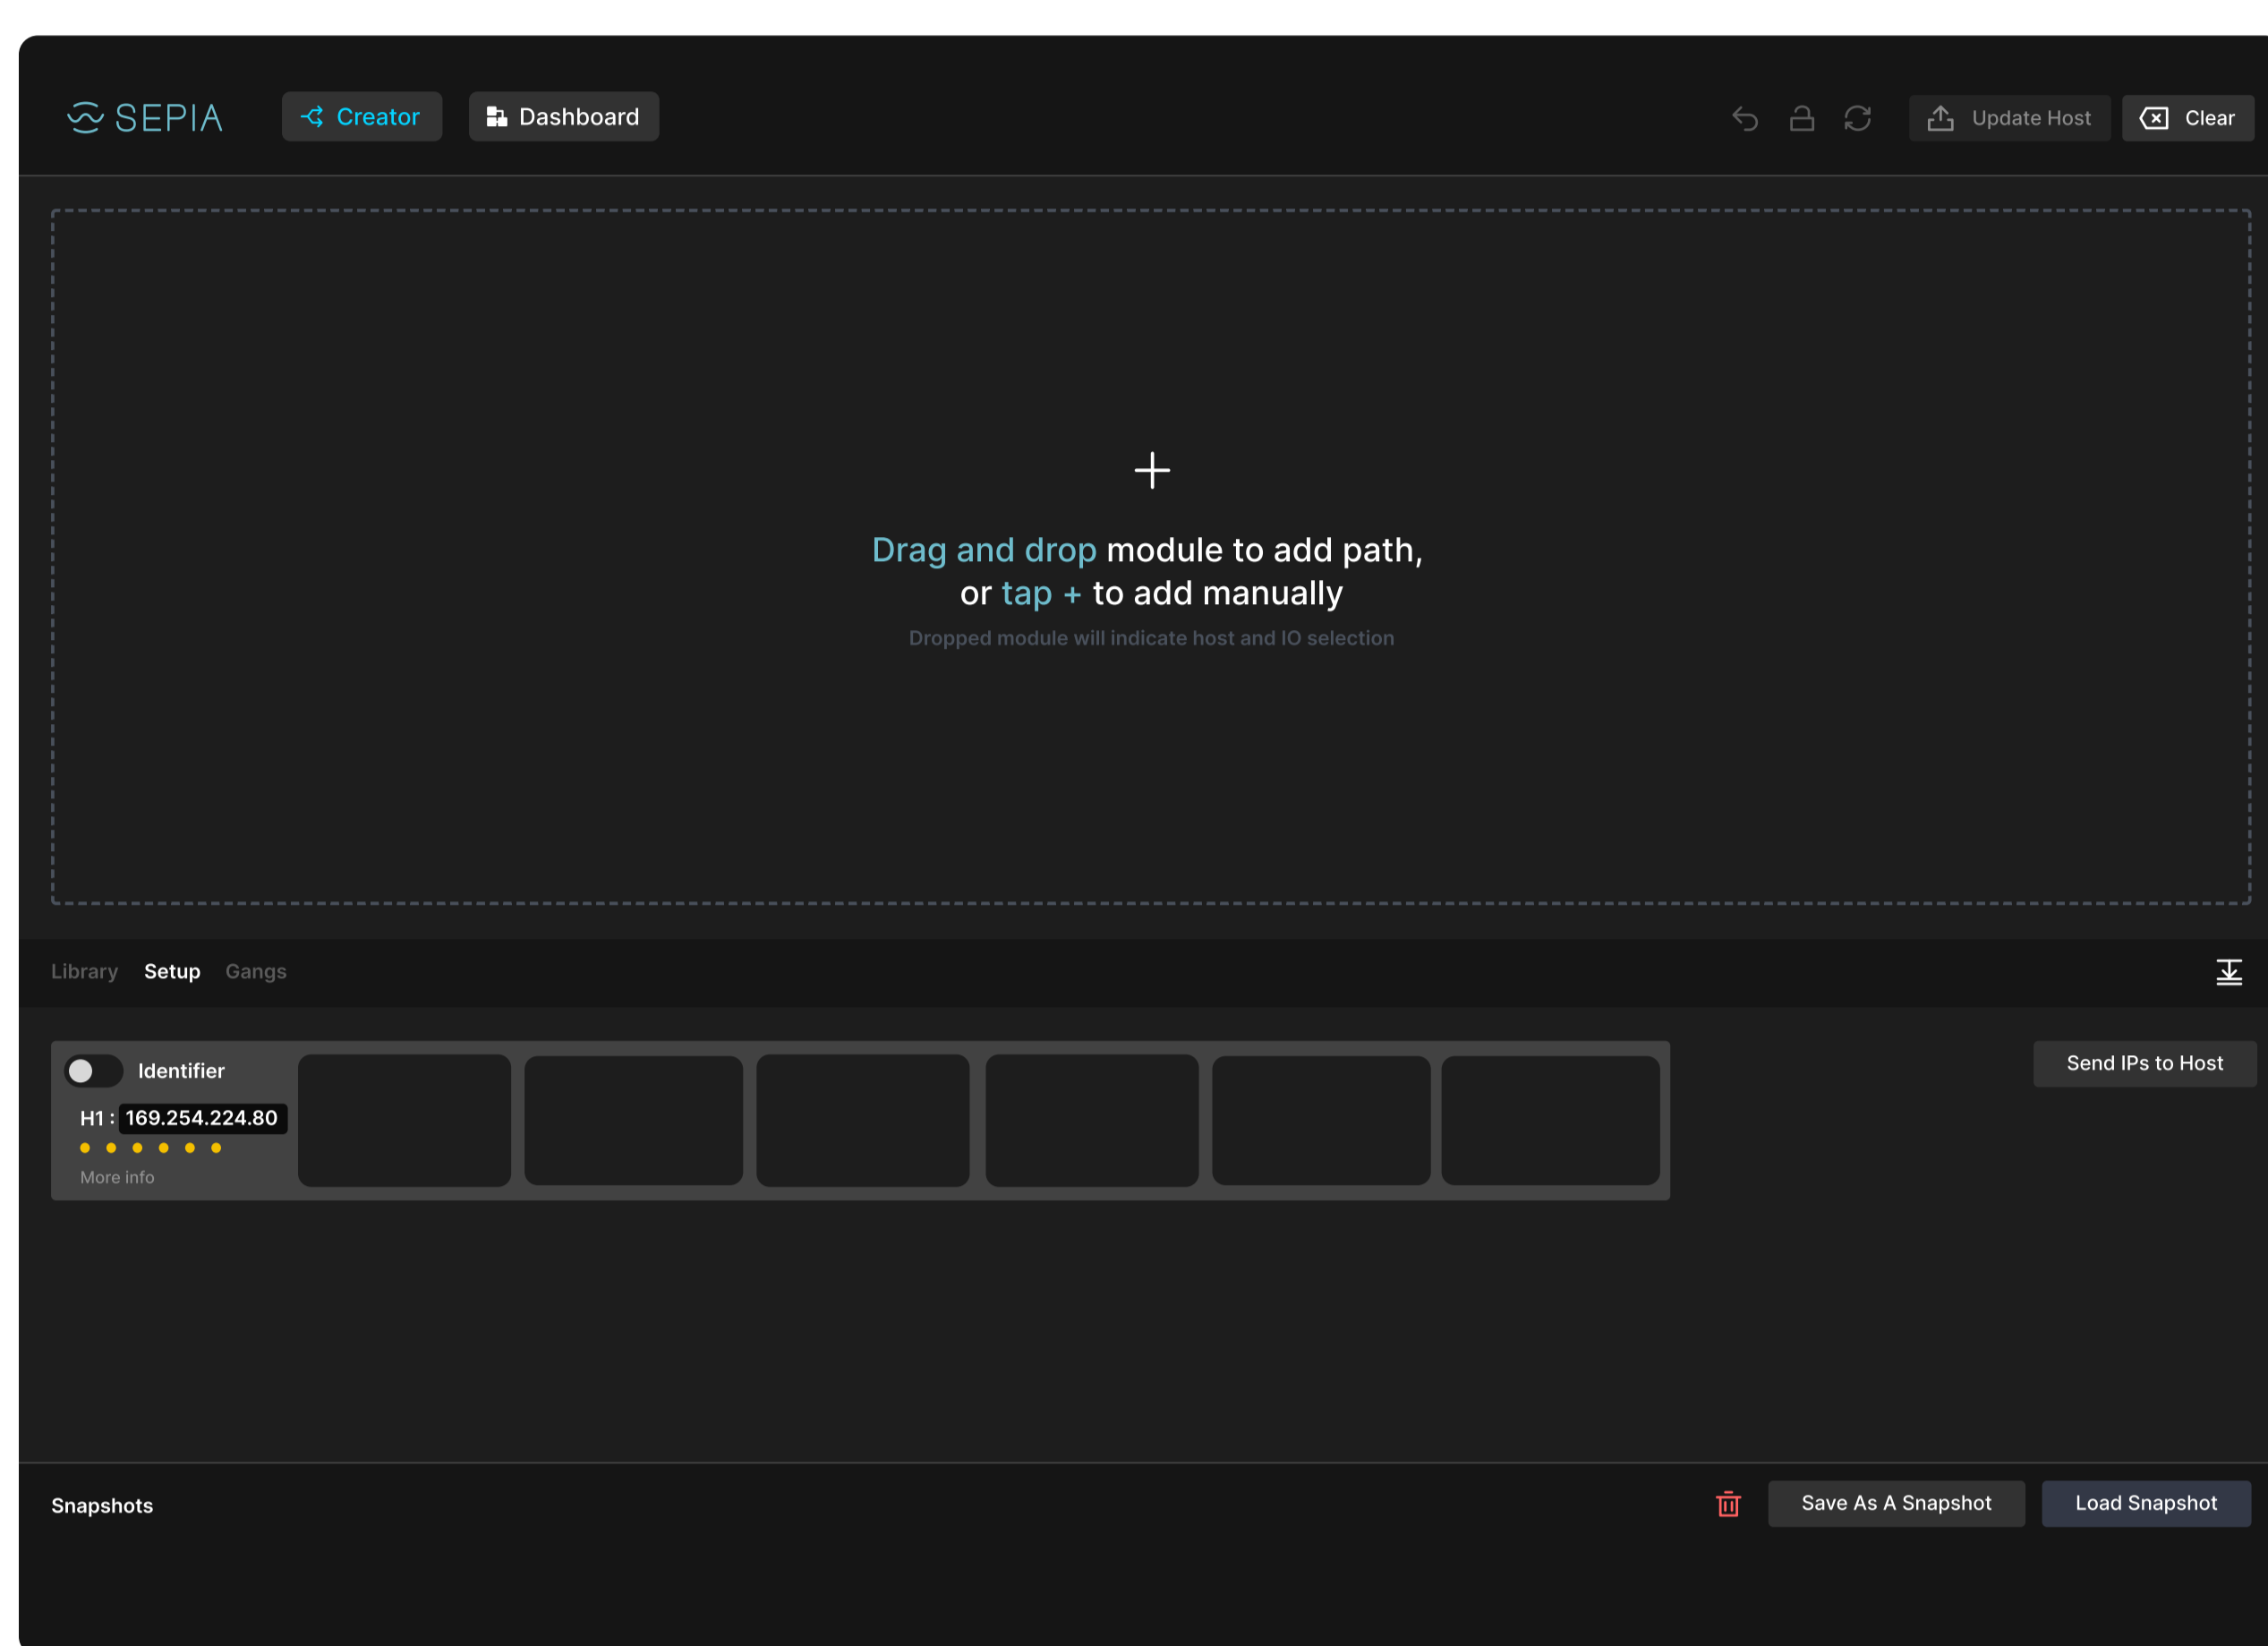 SEPIA
Creator
Dashboard
Update Host
Clear
Drag and drop module to add path,
or tap + to add manually
Dropped module will indicate host and IO selection
Library
Setup
Gangs
Identifier
Send IPs to Host
H1 : 169.254.224.80
More info
Snapshots
Save As A Snapshot
Load Snapshot